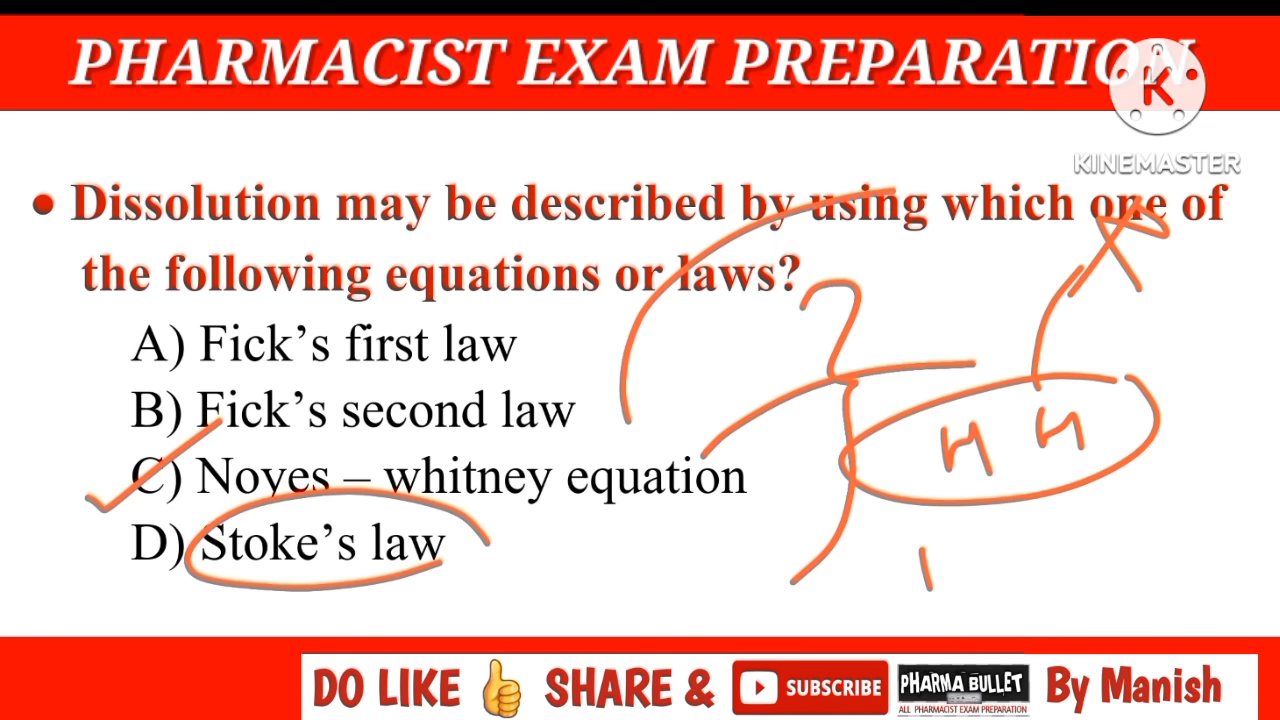 PHARMACIST EXAM PREPARATION
K
KINEMASTER
• Dissolution may be described by using which one of
the following equations or laws?
A) Fick’s first law
B) Fick’s second law
C) Noyes – whitney equation
D) Stoke’s law
DO LIKE 👍 SHARE & SUBSCRIBE PHARMA BULLET By Manish
ALL PHARMACIST EXAM PREPARATION